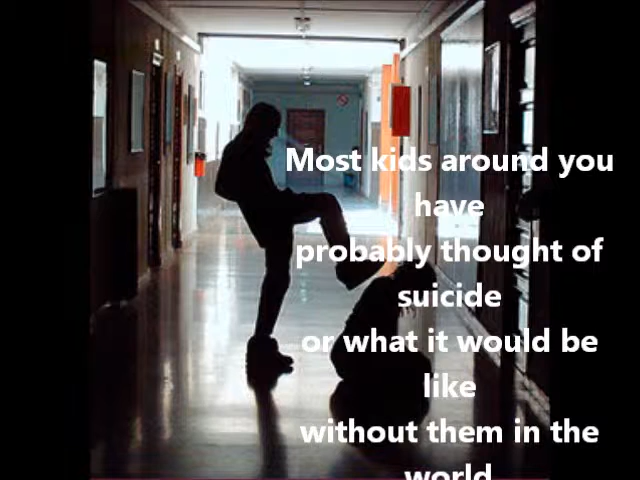 Most kids around you
have
probably thought of
suicide
or what it would be
like
without them in the
world